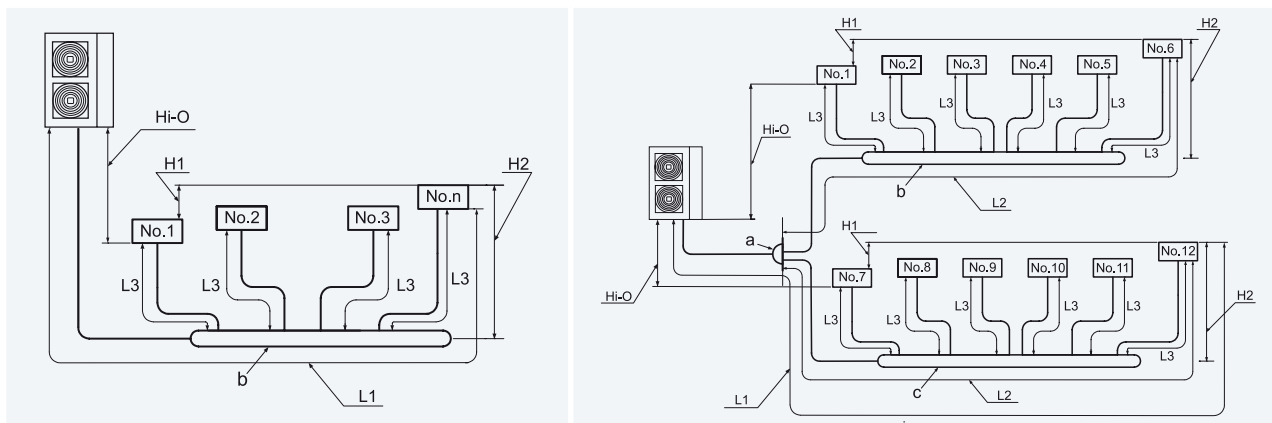 Hi-O
H1
H2
No.1
No.2
No.3
No.n
L3
L3
L3
L3
b
L1
H1
H2
No.1
No.2
No.3
No.4
No.5
No.6
Hi-O
L3
L3
L3
L3
L3
L3
b
L2
a
H1
Hi-O
No.7
No.8
No.9
No.10
No.11
No.12
L3
L3
L3
L3
L3
L3
H2
c
L1
L2